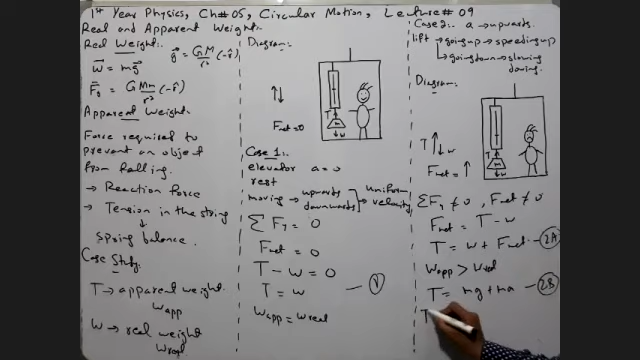 1st Year Physics, Ch#05, Circular Motion, Lecture #09
Real and Apparent Weight:-
Real Weight:-
g⃗ = GM/r² (-r̂)
W⃗ = mg⃗
F⃗g = GMm/r² (-r̂)
Apparent Weight:-
Force required to
prevent an object
from falling.
→ Reaction force
→ Tension in the string
↓
Spring balance.
Case Study:-
T → apparent weight.
Wapp
W → real weight
Wreal
Diagram:-
T
w
Fnet=0
Case 1:-
elevator a = 0
rest
moving → upwards
downwards
→ uniform
velocity
∑Fy = 0
Fnet = 0
T - w = 0
T = w — 1
Wapp = Wreal
Case 2:- a → upwards.
lift → going up → speeding up
going down → slowing
down
Diagram:-
T
w
T↑↓w
Fnet = ↑
∑Fy ≠ 0, Fnet ≠ 0
Fnet = T - w
T = w + Fnet — 2A
Wapp > Wreal
T = mg + ma — 2B
T